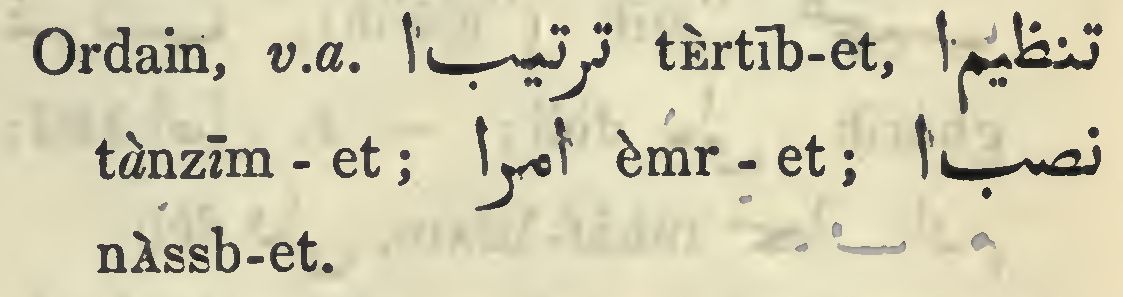 Ordain, v.a. ترتيب ا tÈrtīb-et, تنظيم ا
tànzīm - et; امر ا èmr - et; نصب ا
nÀssb-et.